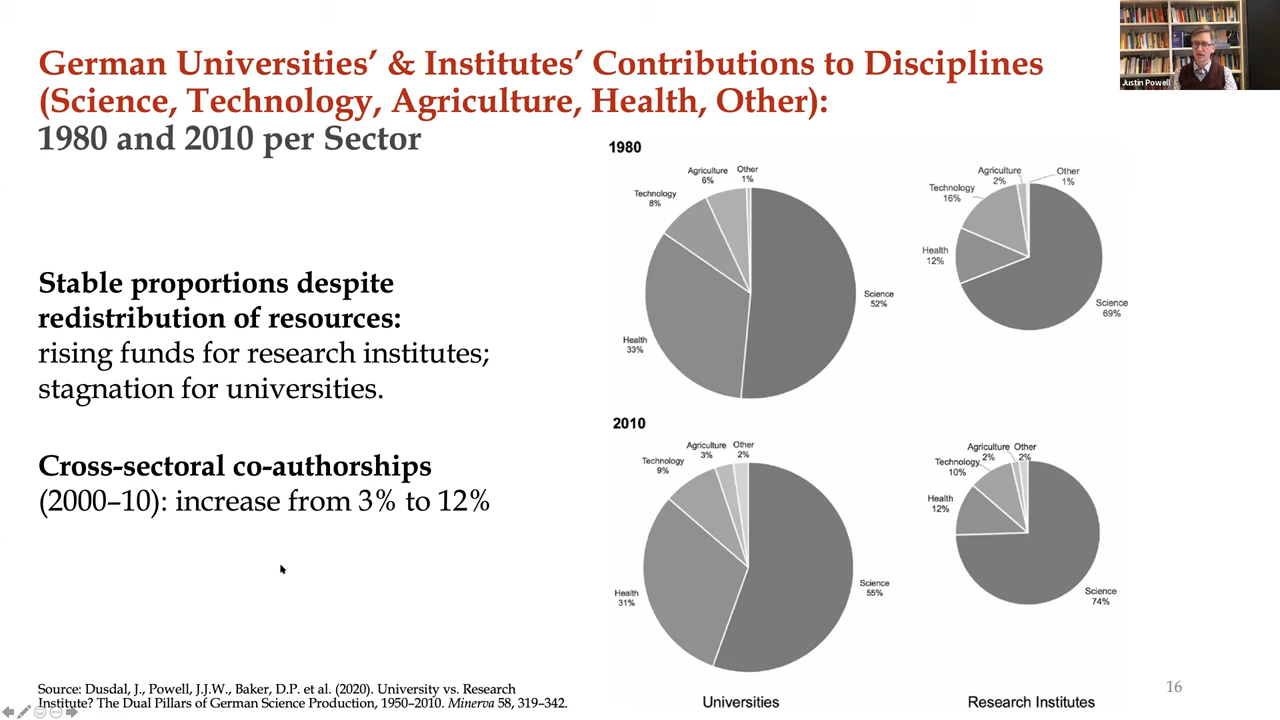 German Universities’ & Institutes’ Contributions to Disciplines
(Science, Technology, Agriculture, Health, Other):
1980 and 2010 per Sector
Justin Powell
Stable proportions despite
redistribution of resources:
rising funds for research institutes;
stagnation for universities.
Cross-sectoral co-authorships
(2000–10): increase from 3% to 12%
1980
Agriculture
6%
Other
1%
Technology
8%
Science
52%
Health
33%
Agriculture
2%
Other
1%
Technology
16%
Health
12%
Science
69%
2010
Agriculture
3%
Other
2%
Technology
9%
Science
55%
Health
31%
Agriculture
2%
Other
2%
Technology
10%
Health
12%
Science
74%
Universities
Research Institutes
Source: Dusdal, J., Powell, J.J.W., Baker, D.P. et al. (2020). University vs. Research
Institute? The Dual Pillars of German Science Production, 1950–2010. Minerva 58, 319–342.
16